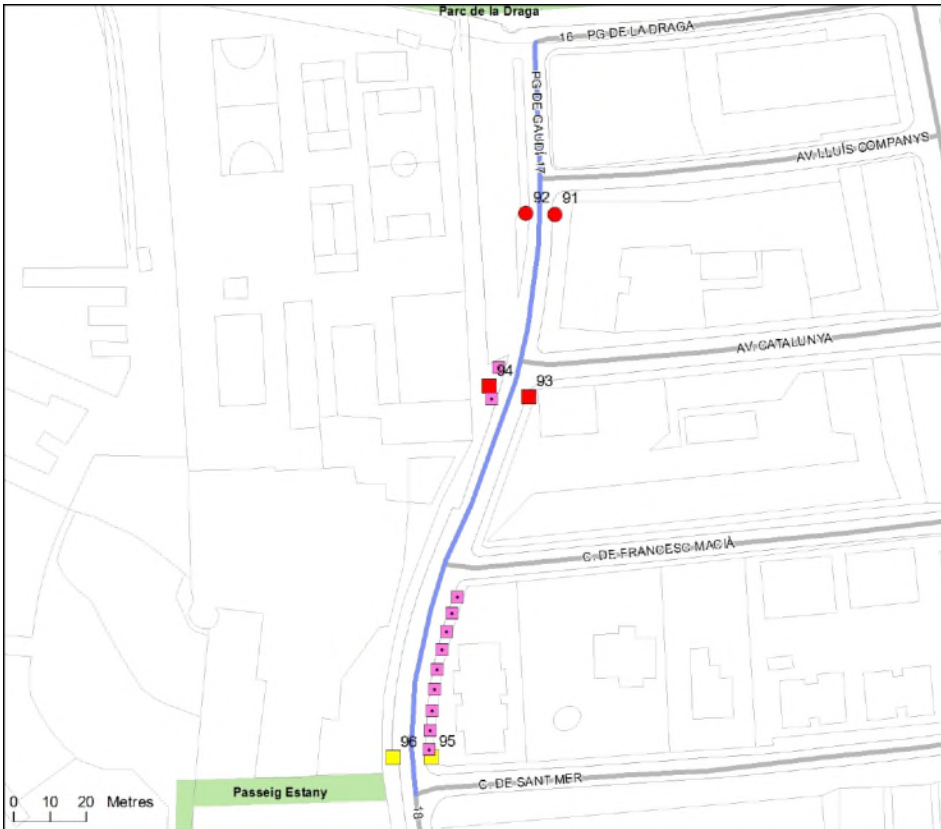 Parc de la Draga
16 PG DE LA DRAGA
PG DE GAUDÍ 17
AV. LLUÍS COMPANYS
92 91
AV. CATALUNYA
94 93
C. DE FRANCESC MACIÀ
96 95
C. DE SANT MER
Passeig Estany
0 10 20 Metres
18